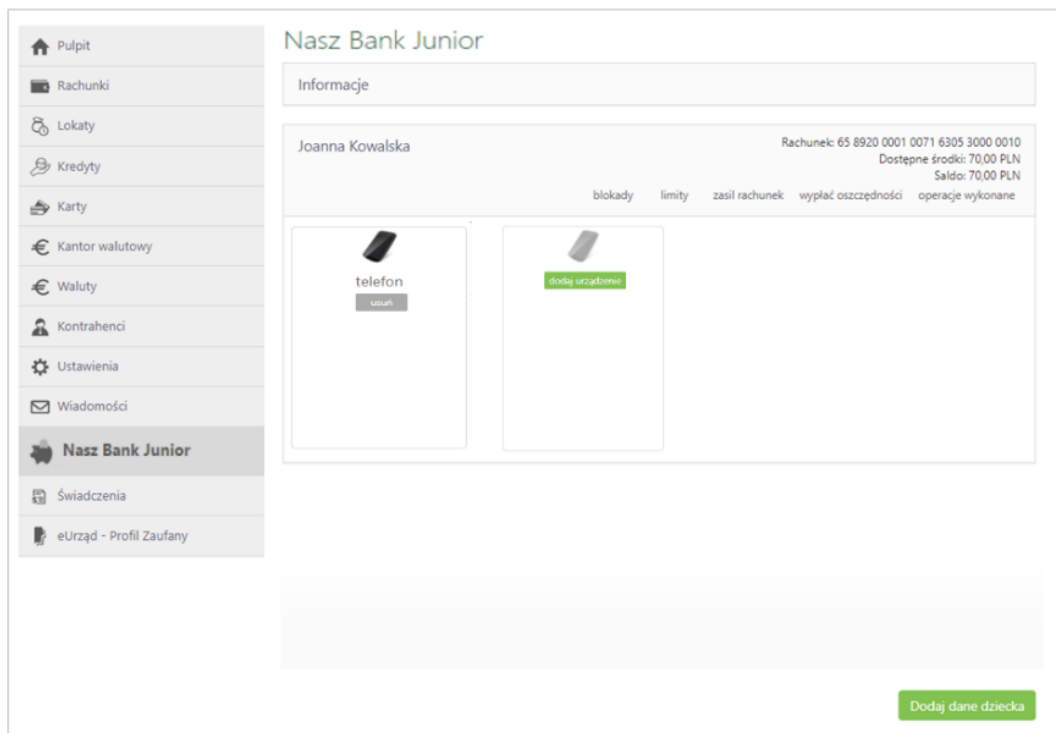 Pulpit
Rachunki
Lokaty
Kredyty
Karty
Kantor walutowy
Waluty
Kontrahenci
Ustawienia
Wiadomości
Nasz Bank Junior
Świadczenia
eUrząd - Profil Zaufany
Nasz Bank Junior
Informacje
Joanna Kowalska
Rachunek: 65 8920 0001 0071 6305 3000 0010
Dostępne środki: 70,00 PLN
Saldo: 70,00 PLN
blokady limity zasil rachunek wypłać oszczędności operacje wykonane
telefon
usuń
dodaj urządzenie
Dodaj dane dziecka